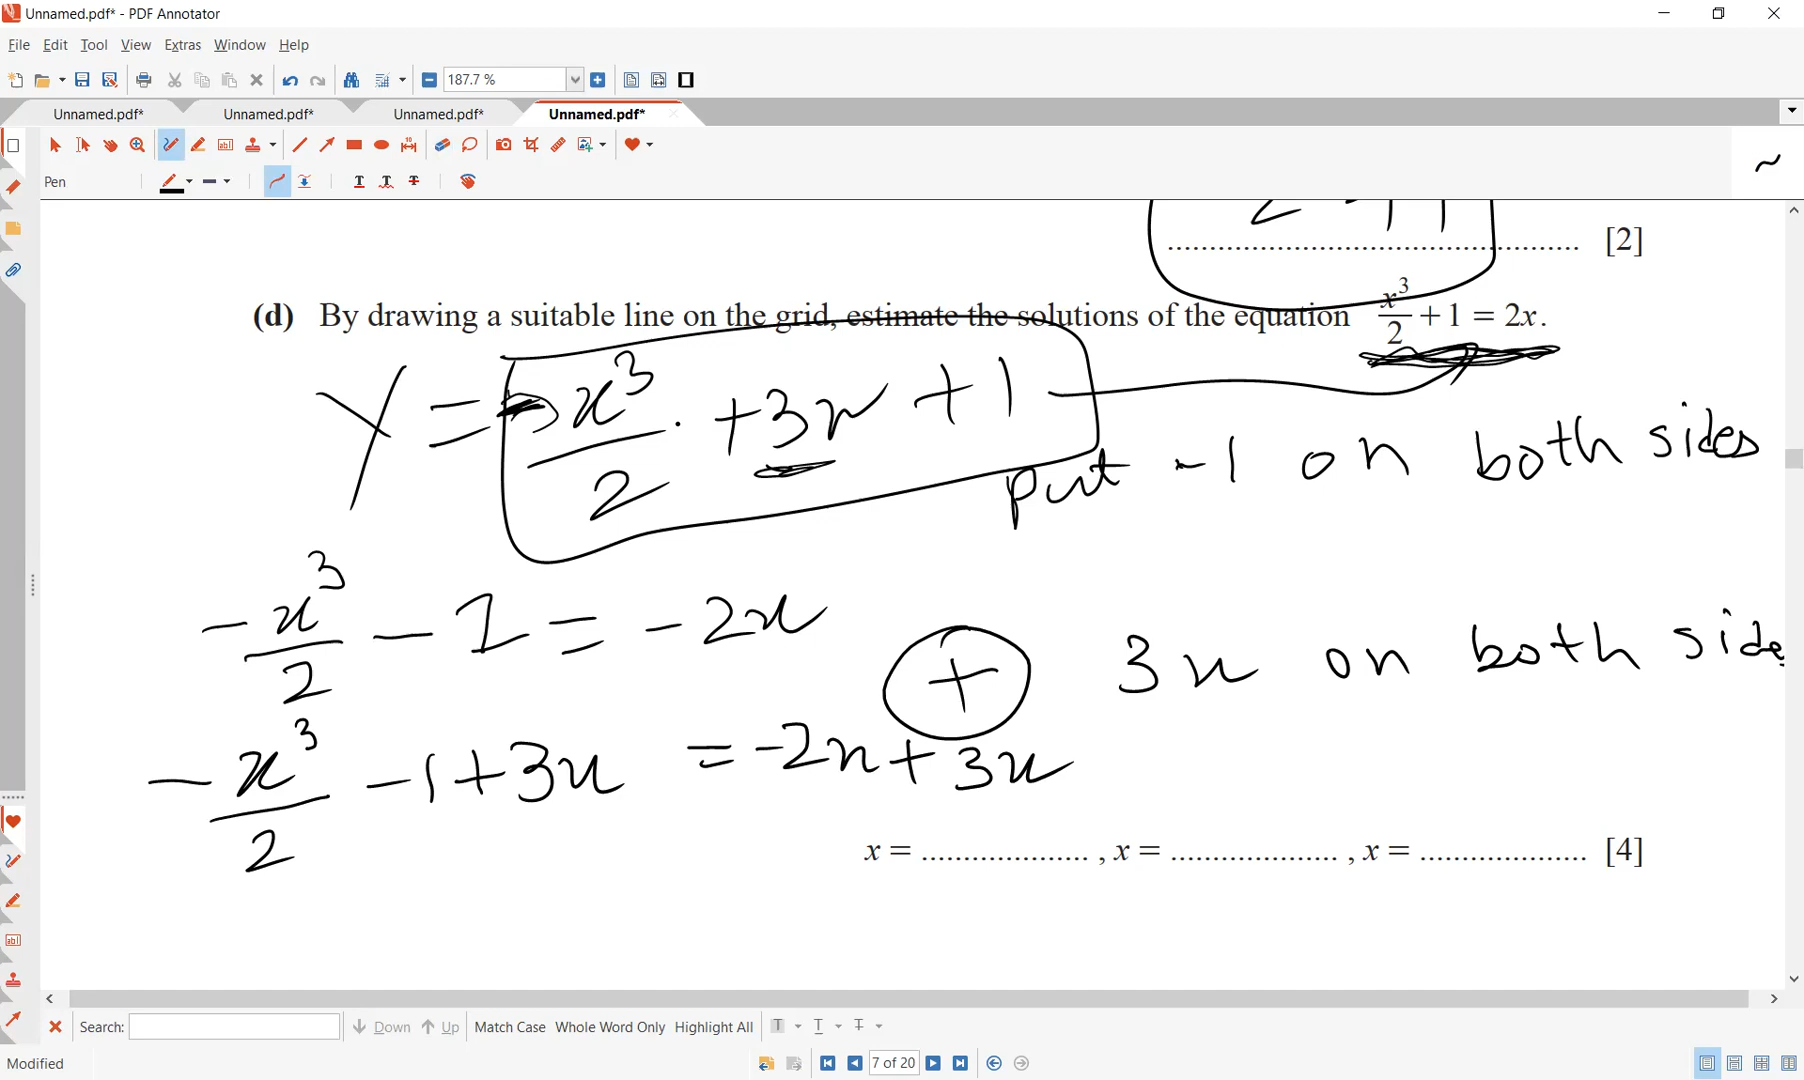 Unnamed.pdf* - PDF Annotator
File Edit Tool View Extras Window Help
187.7 %
Unnamed.pdf* Unnamed.pdf* Unnamed.pdf* Unnamed.pdf*
Pen
[2]
(d) By drawing a suitable line on the grid, estimate the solutions of the equation x³/2 + 1 = 2x.
Y = x³/2 + 3x + 1
put -1 on both sides
-x³/2 - 1 = -2x
+ 3x on both sides
-x³/2 - 1 + 3x = -2x + 3x
x = .................... , x = .................... , x = .................... [4]
Search: Down Up Match Case Whole Word Only Highlight All
Modified 7 of 20